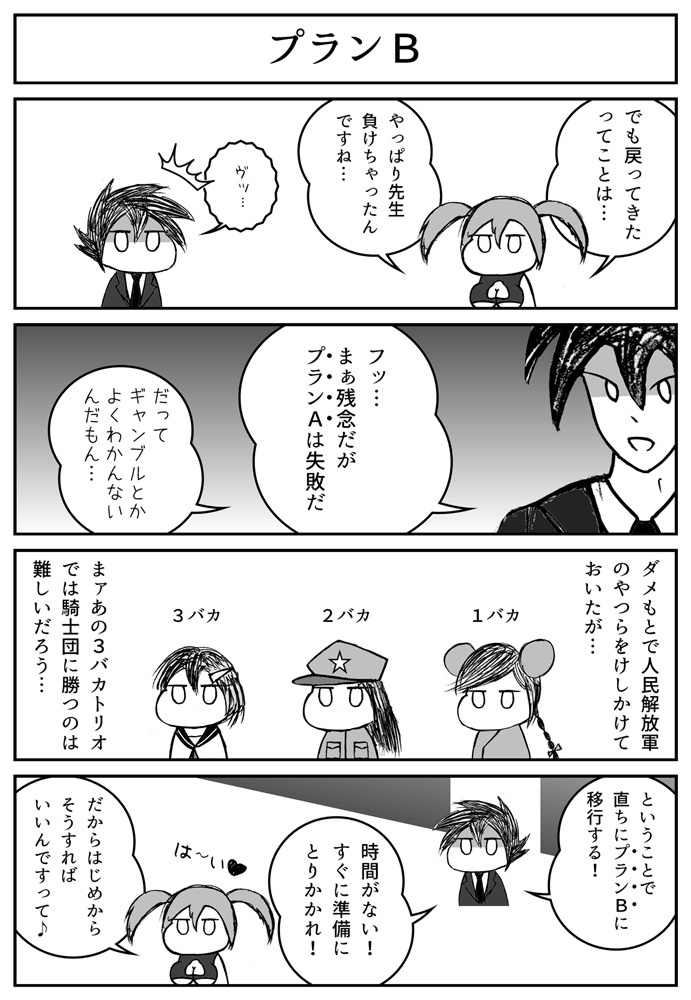 プランB
でも戻ってきた
ってことは…
やっぱり先生
負けちゃったん
ですね…
ヴッ…
フッ…
まぁ残念だが
プランAは失敗だ
だって
ギャンブルとか
よくわかんない
んだもん…
ダメもとで人民解放軍
のやつらをけしかけて
おいたが…
1バカ
2バカ
3バカ
まァあの3バカトリオ
では騎士団に勝つのは
難しいだろう…
ということで
直ちにプランBに
移行する!
時間がない!
すぐに準備に
とりかかれ!
は〜い♥
だからはじめから
そうすれば
いいんですって♪